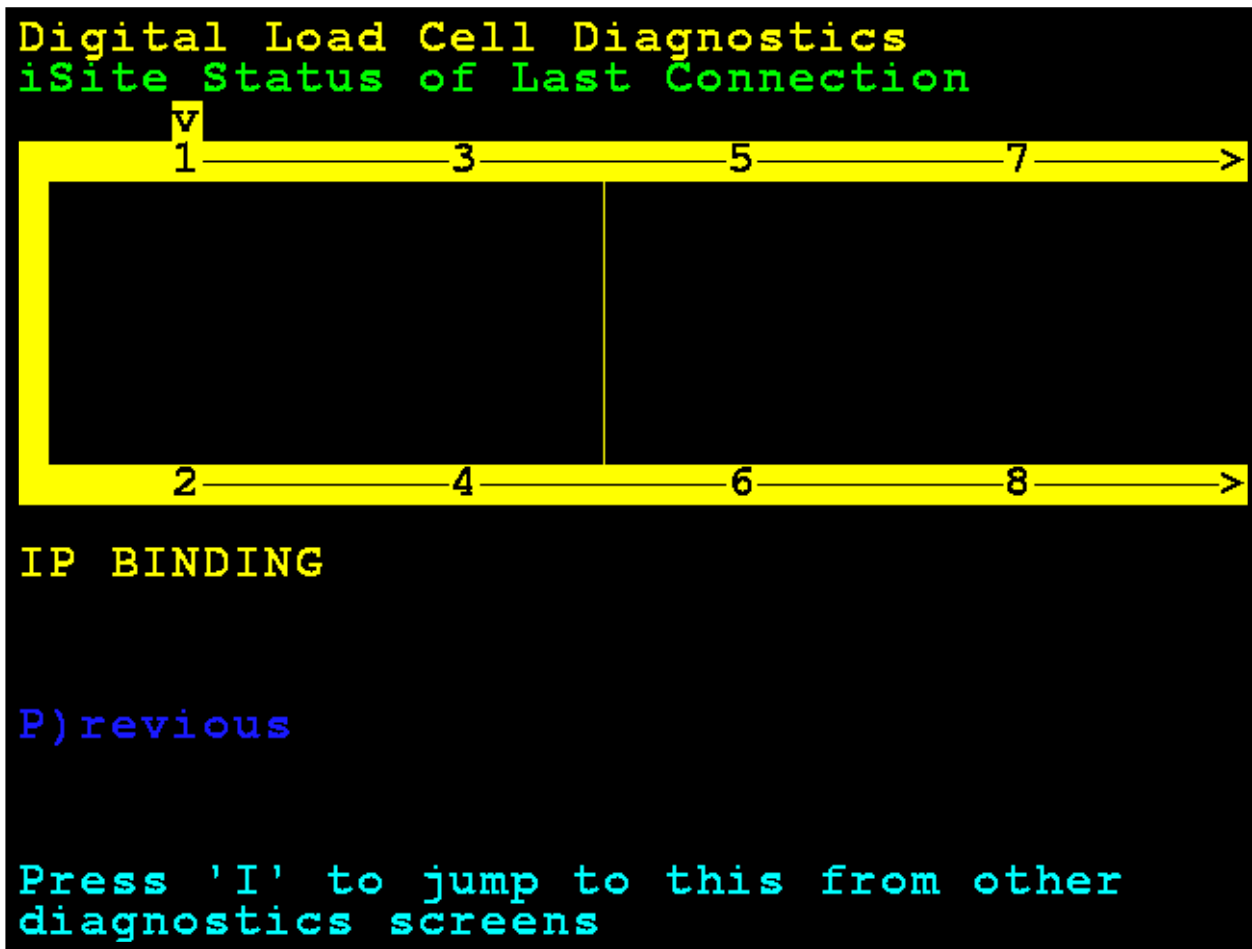 Digital Load Cell Diagnostics
iSite Status of Last Connection
v
1 3 5 7 >
2 4 6 8 >
IP BINDING
P)revious
Press 'I' to jump to this from other
diagnostics screens